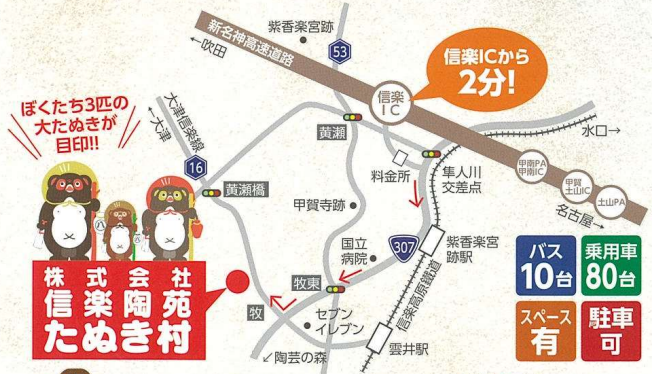 紫香楽宮跡
新名神高速道路
←吹田
53
信楽ICから
2分!
信楽
IC
ぼくたち3匹の
大たぬきが
目印!!
大津信楽線
←大津
16
黄瀬
黄瀬橋
水口→
料金所
隼人川
交差点
甲南PA
甲南IC
甲賀
土山IC
土山PA
名古屋→
甲賀寺跡
国立
病院
307
紫香楽宮
跡駅
信楽高原鐵道
牧東
牧
セブン
イレブン
雲井駅
↙陶芸の森
株式会社
信楽陶苑
たぬき村
八
バス
10台
乗用車
80台
スペース
有
駐車
可